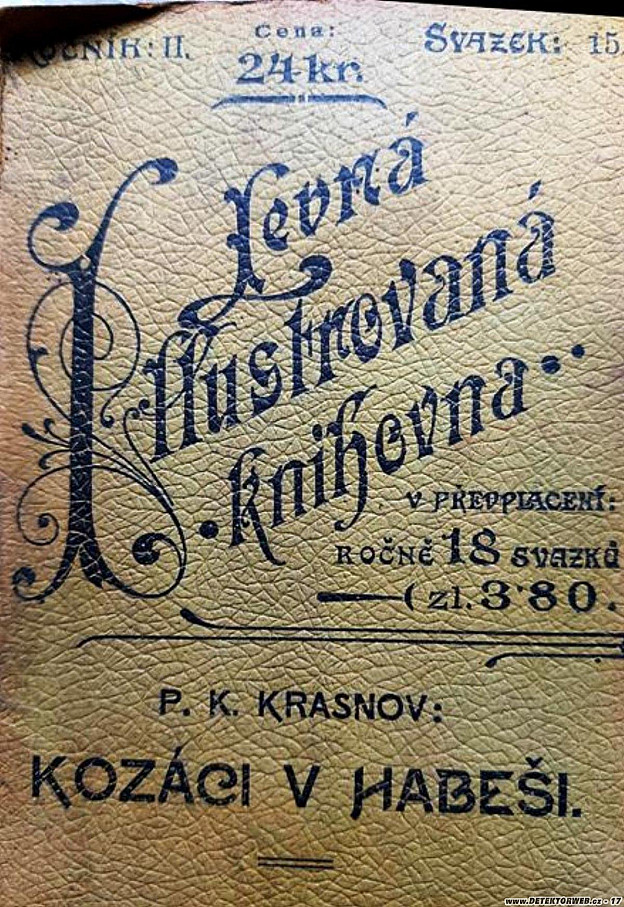 Ročník: II.
Cena:
24 kr.
Svazek: 15.
Levná
Illustrovaná
knihovna
v předplacení:
ročně 18 svazků
(zl. 3·80.
P. K. KRASNOV:
KOZÁCI V HABEŠI.
www.DETEKTORWEB.cz - 17